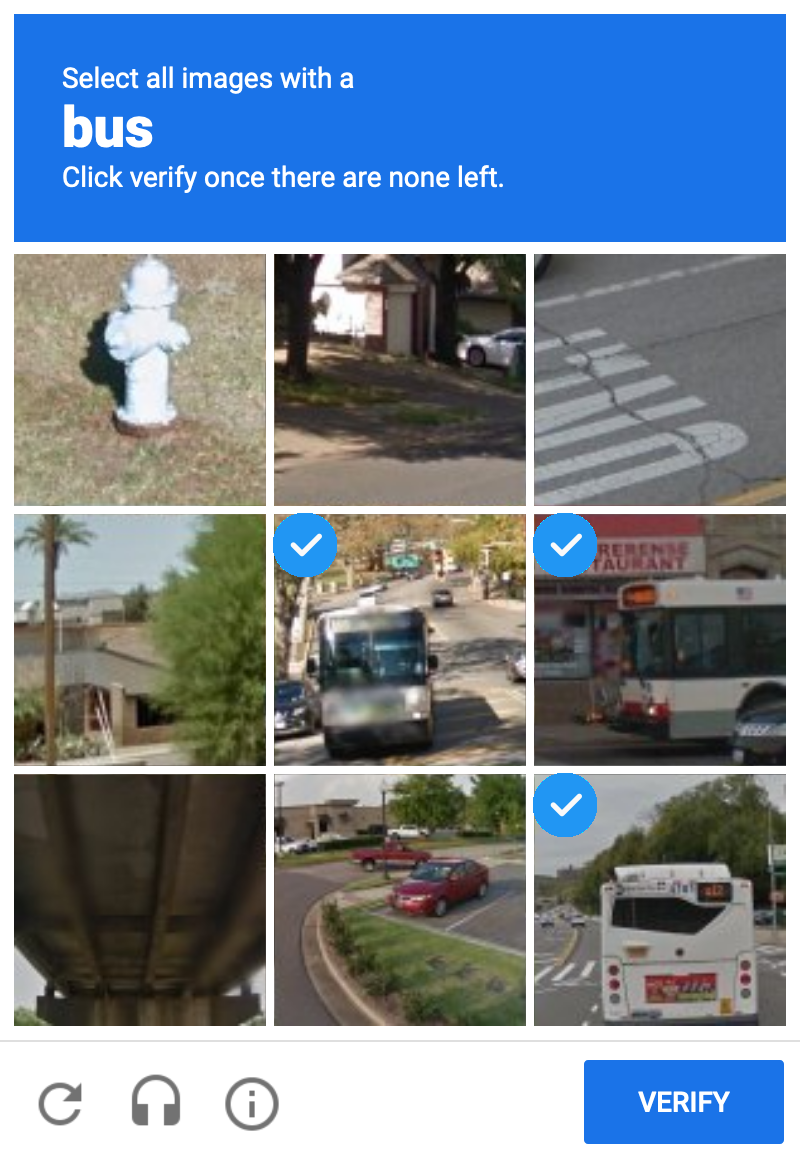 Select all images with a
bus
Click verify once there are none left.
RERENSE
TAURANT
VERIFY